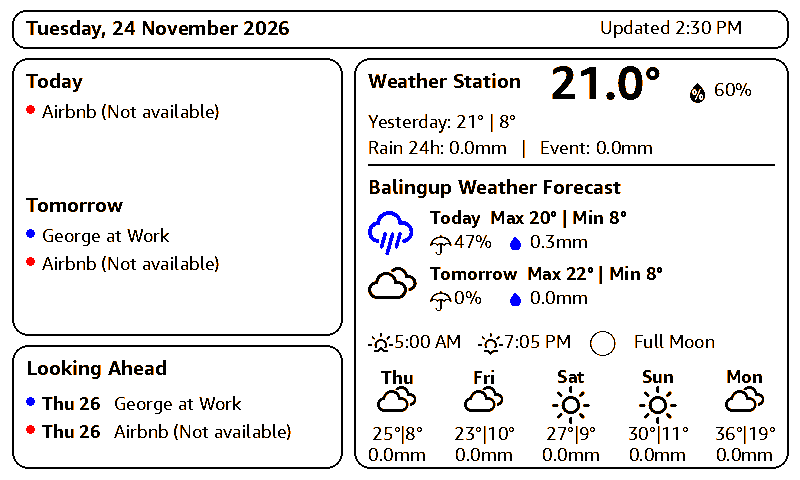 Tuesday, 24 November 2026
Updated 2:30 PM
Today
Airbnb (Not available)
Tomorrow
George at Work
Airbnb (Not available)
Looking Ahead
Thu 26 George at Work
Thu 26 Airbnb (Not available)
Weather Station 21.0° 60%
Yesterday: 21° | 8°
Rain 24h: 0.0mm | Event: 0.0mm
Balingup Weather Forecast
Today Max 20° | Min 8°
47% 0.3mm
Tomorrow Max 22° | Min 8°
0% 0.0mm
5:00 AM 7:05 PM Full Moon
Thu Fri Sat Sun Mon
25°|8° 23°|10° 27°|9° 30°|11° 36°|19°
0.0mm 0.0mm 0.0mm 0.0mm 0.0mm